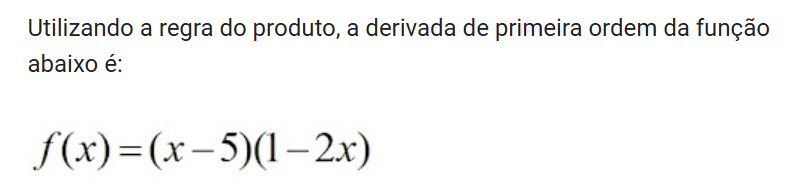 Utilizando a regra do produto, a derivada de primeira ordem da função
abaixo é:
f(x)=(x−5)(1−2x)